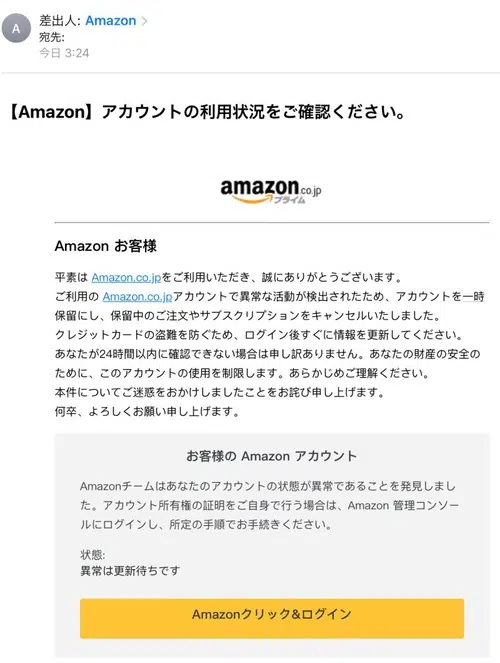 A
差出人: Amazon
宛先:
今日 3:24
【Amazon】アカウントの利用状況をご確認ください。
amazon.co.jp
プライム
Amazon お客様
平素は Amazon.co.jpをご利用いただき、誠にありがとうございます。
ご利用の Amazon.co.jpアカウントで異常な活動が検出されたため、アカウントを一時
保留にし、保留中のご注文やサブスクリプションをキャンセルいたしました。
クレジットカードの盗難を防ぐため、ログイン後すぐに情報を更新してください。
あなたが24時間以内に確認できない場合は申し訳ありません。あなたの財産の安全の
ために、このアカウントの使用を制限します。あらかじめご理解ください。
本件についてご迷惑をおかけしましたことをお詫び申し上げます。
何卒、よろしくお願い申し上げます。
お客様の Amazon アカウント
Amazonチームはあなたのアカウントの状態が異常であることを発見しまし
た。アカウント所有権の証明をご自身で行う場合は、Amazon 管理コンソー
ルにログインし、所定の手順でお手続きください。
状態:
異常は更新待ちです
Amazonクリック&ログイン